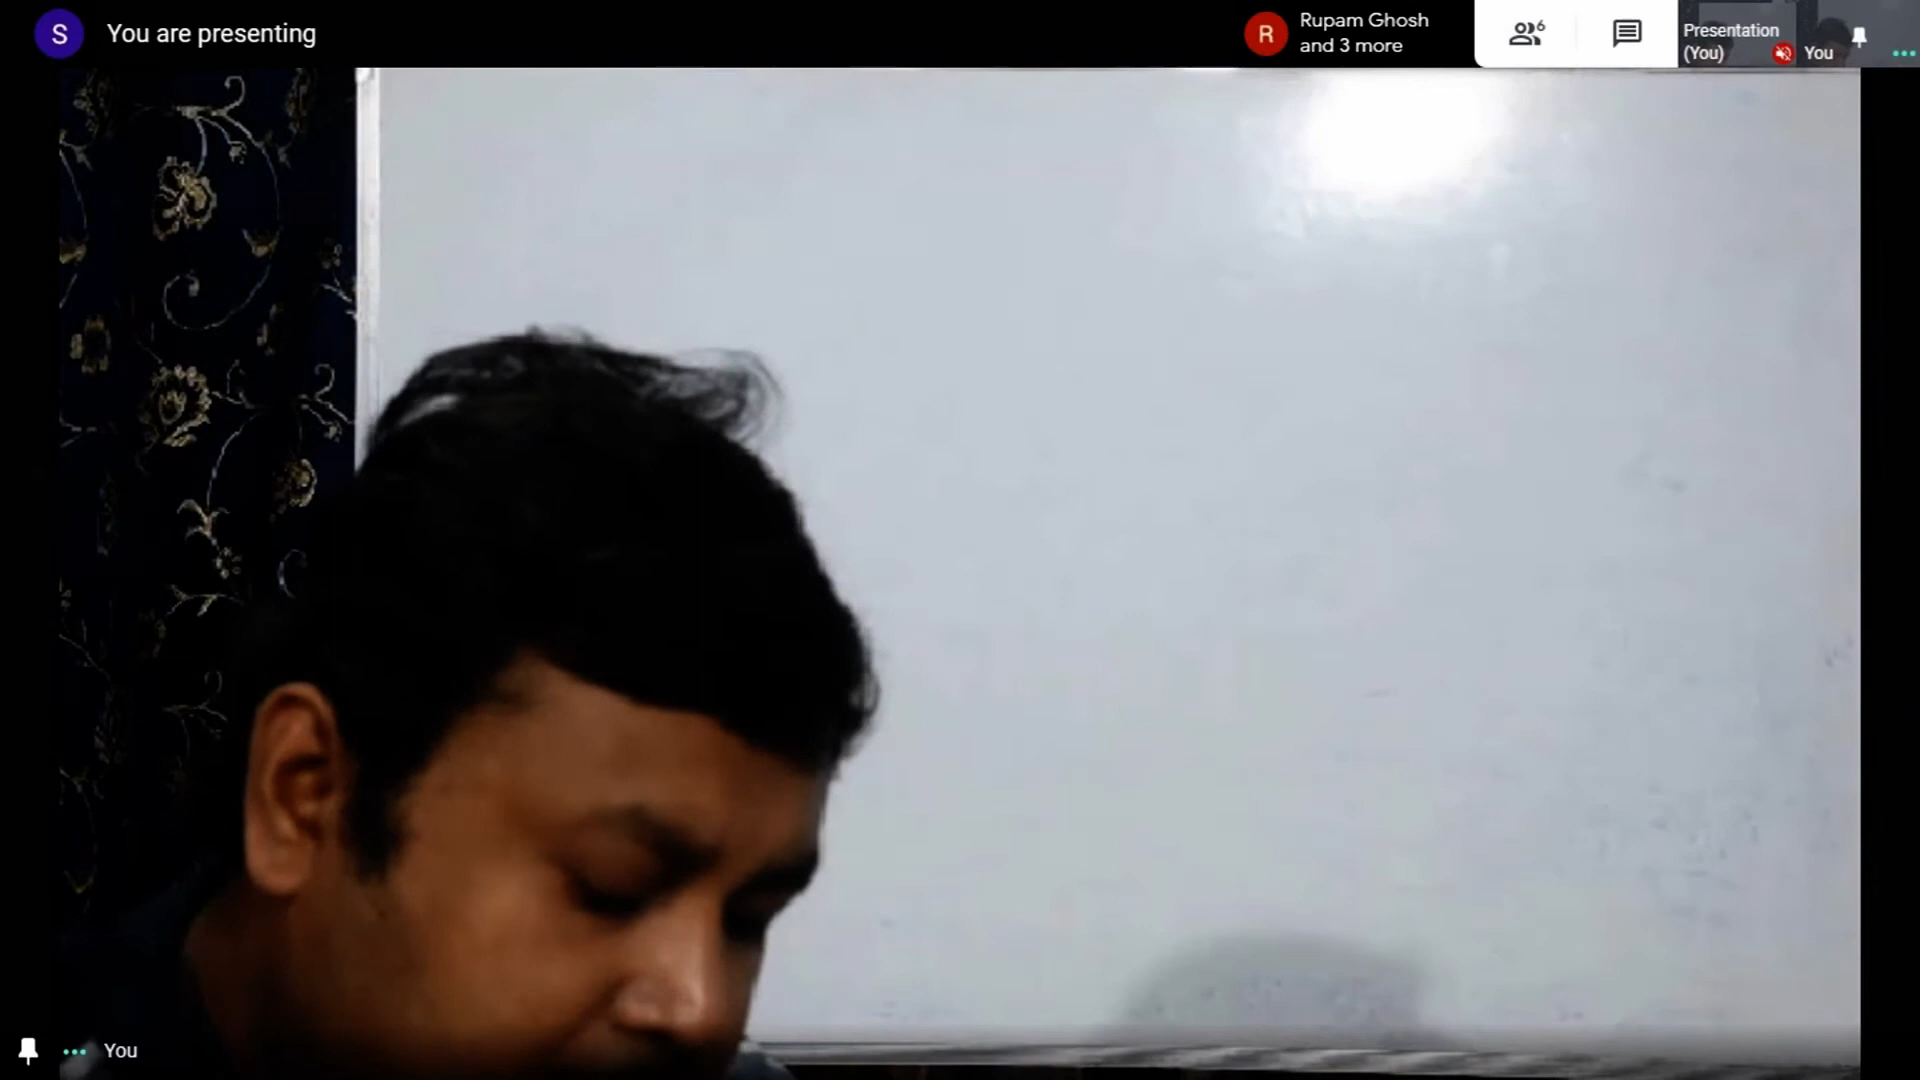 S
You are presenting
R
Rupam Ghosh
and 3 more
6
Presentation
(You)
You
You